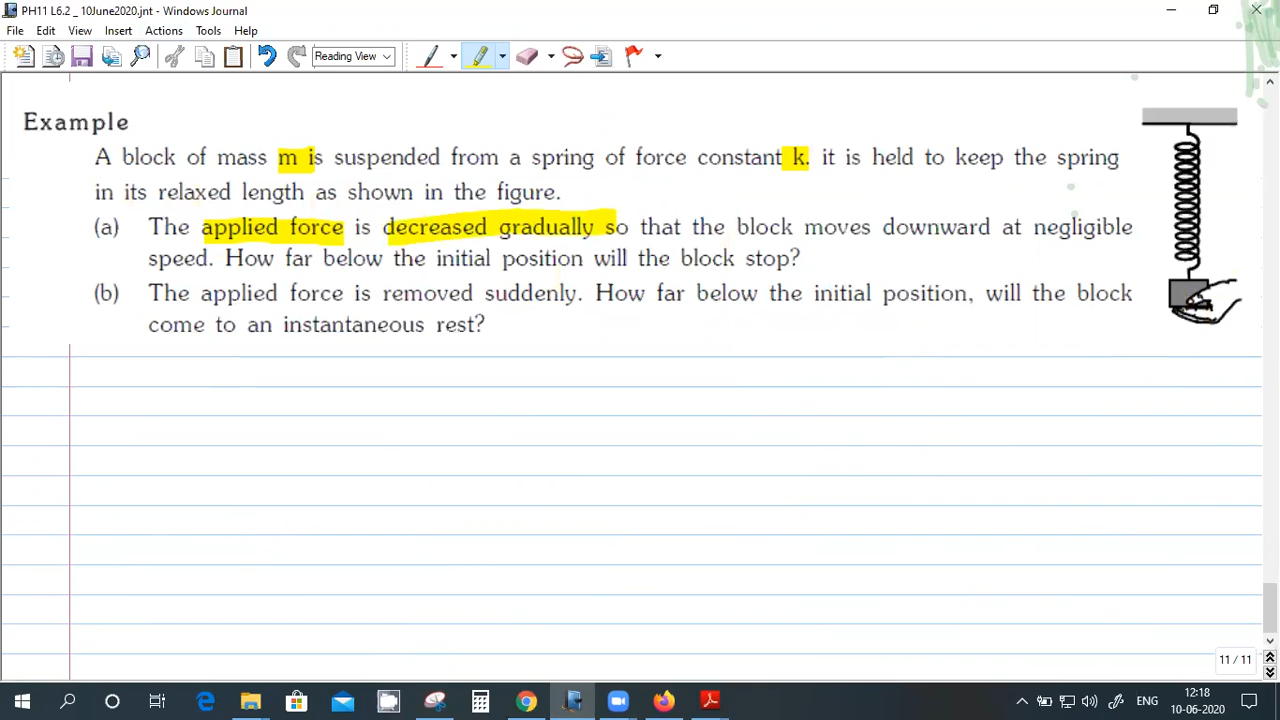 PH11 L6.2 _ 10June2020.jnt - Windows Journal
File Edit View Insert Actions Tools Help
Reading View
Example
A block of mass m is suspended from a spring of force constant k. it is held to keep the spring
in its relaxed length as shown in the figure.
(a) The applied force is decreased gradually so that the block moves downward at negligible
speed. How far below the initial position will the block stop?
(b) The applied force is removed suddenly. How far below the initial position, will the block
come to an instantaneous rest?
11 / 11
ENG
12:18
10-06-2020